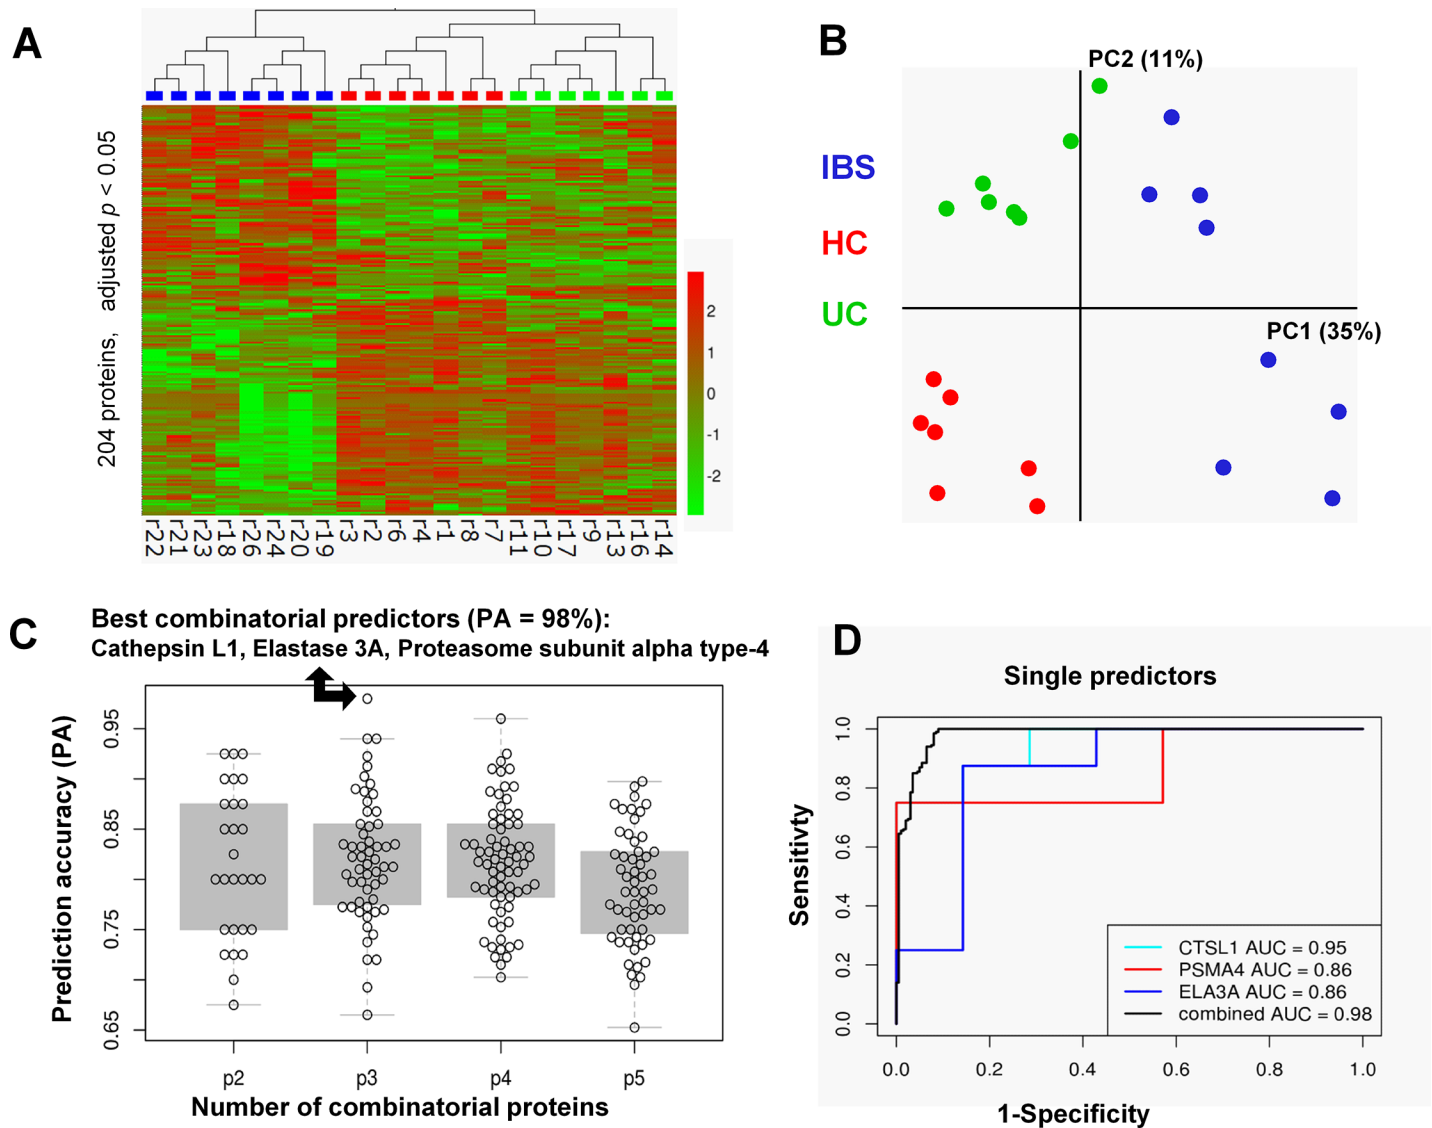 A
204 proteins, adjusted p < 0.05
2
1
0
-1
-2
r22 r21 r23 r18 r26 r24 r20 r19 r3 r2 r6 r4 r1 r8 r7 r11 r10 r17 r9 r13 r16 r14
B
PC2 (11%)
IBS
HC
UC
PC1 (35%)
C
Best combinatorial predictors (PA = 98%):
Cathepsin L1, Elastase 3A, Proteasome subunit alpha type-4
Prediction accuracy (PA)
0.95
0.85
0.75
0.65
p2 p3 p4 p5
Number of combinatorial proteins
D
Single predictors
Sensitivty
1.0
0.8
0.6
0.4
0.2
0.0
CTSL1 AUC = 0.95
PSMA4 AUC = 0.86
ELA3A AUC = 0.86
combined AUC = 0.98
0.0 0.2 0.4 0.6 0.8 1.0
1-Specificity